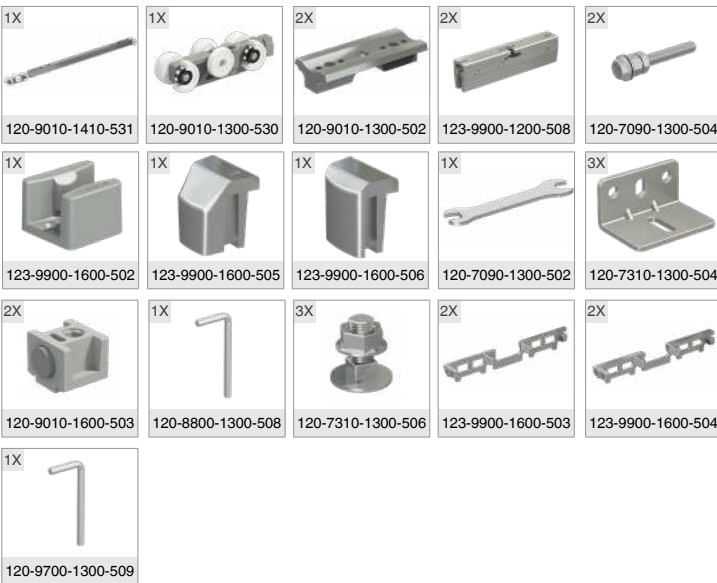 1X
120-9010-1410-531
1X
120-9010-1300-530
2X
120-9010-1300-502
2X
123-9900-1200-508
2X
120-7090-1300-504
1X
123-9900-1600-502
1X
123-9900-1600-505
1X
123-9900-1600-506
1X
120-7090-1300-502
3X
120-7310-1300-504
2X
120-9010-1600-503
1X
120-8800-1300-508
3X
120-7310-1300-506
2X
123-9900-1600-503
2X
123-9900-1600-504
1X
120-9700-1300-509